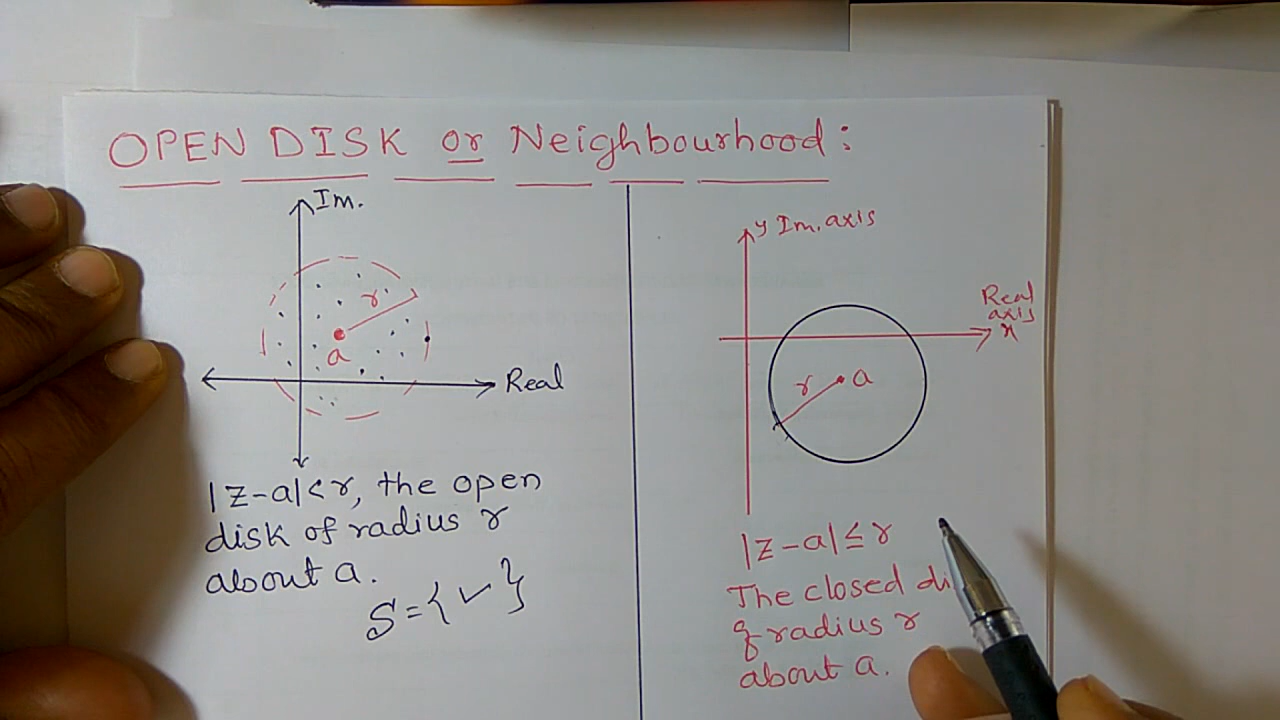 OPEN DISK or Neighbourhood:
Im.
r
a
Real
|z-a|<r, the open
disk of radius r
about a.
S={✓}
y Im. axis
Real
axis
x
r
a
|z-a|≤r
The closed di
of radius r
about a.